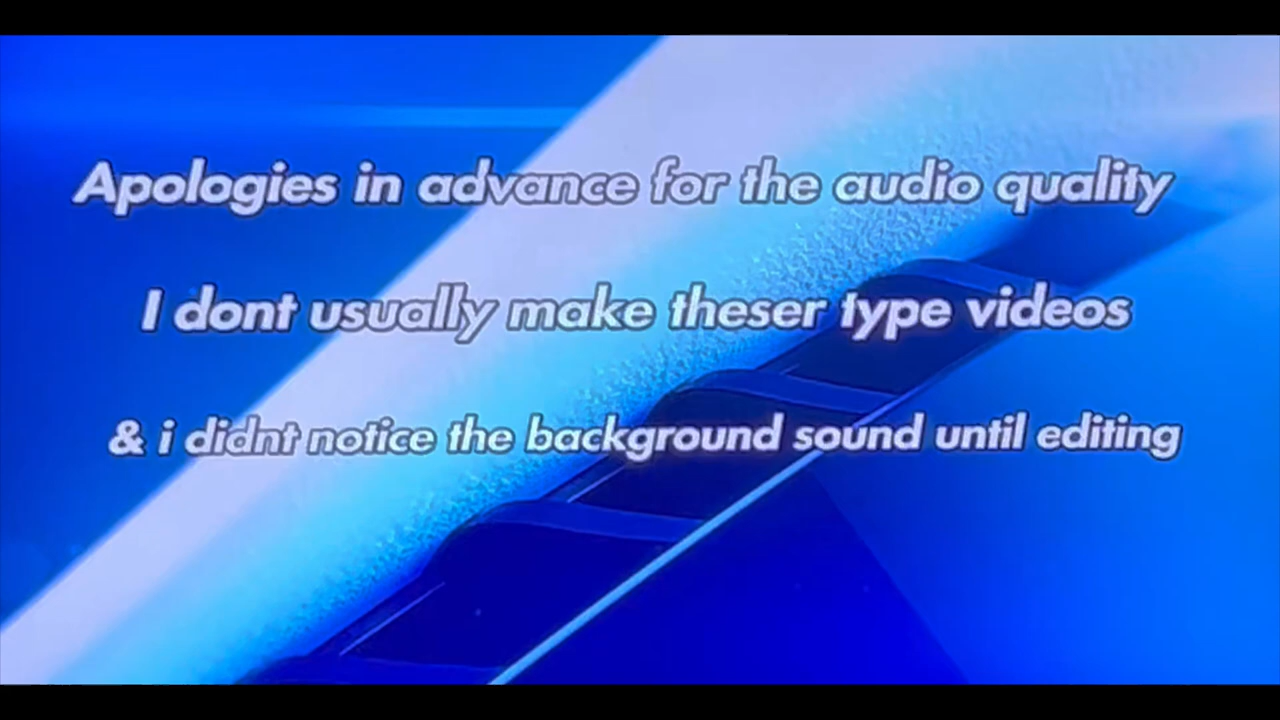 Apologies in advance for the audio quality
I dont usually make theser type videos
& i didnt notice the background sound until editing